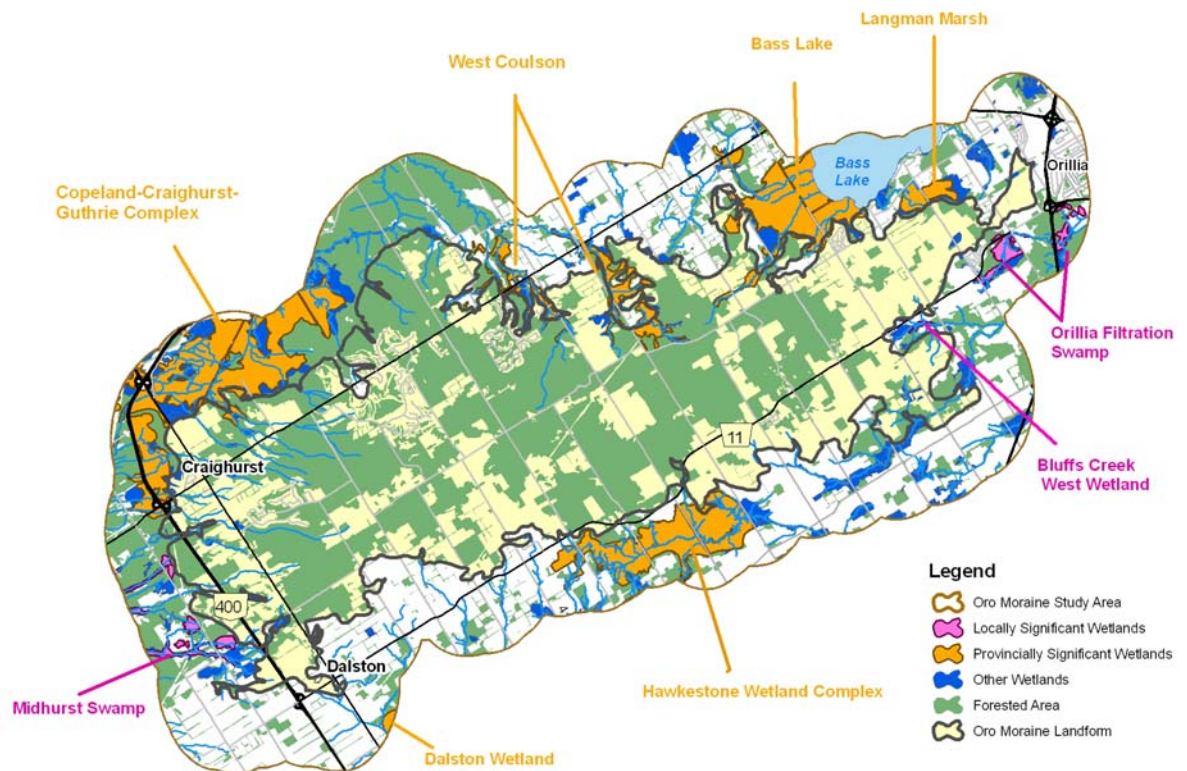 Langman Marsh
Bass Lake
West Coulson
Bass
Lake
Orillia
Copeland-Craighurst-
Guthrie Complex
Orillia Filtration
Swamp
11
Craighurst
Bluffs Creek
West Wetland
400
Dalston
Midhurst Swamp
Hawkestone Wetland Complex
Dalston Wetland
Legend
Oro Moraine Study Area
Locally Significant Wetlands
Provincially Significant Wetlands
Other Wetlands
Forested Area
Oro Moraine Landform